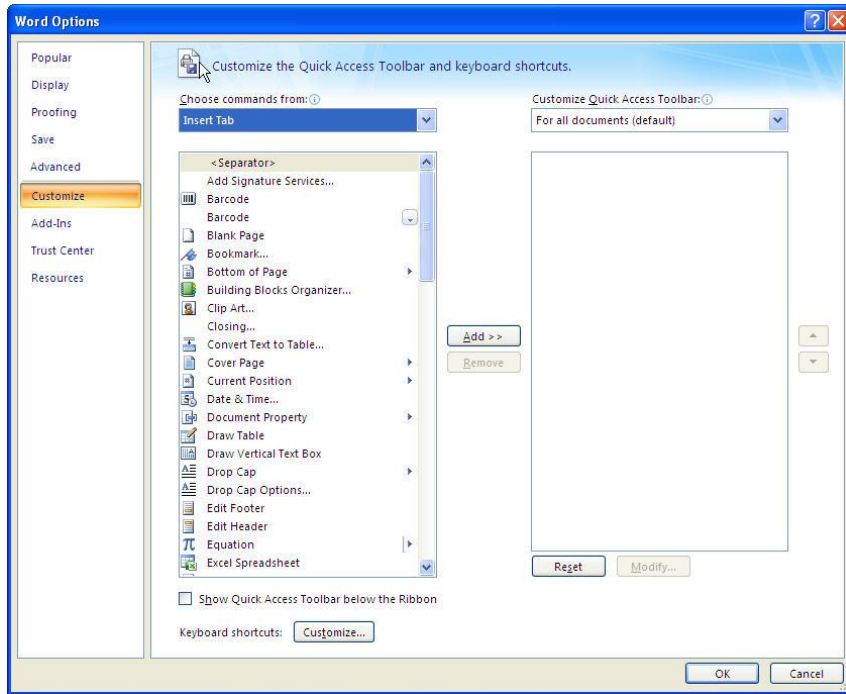 Word Options
Popular
Display
Proofing
Save
Advanced
Customize
Add-Ins
Trust Center
Resources
Customize the Quick Access Toolbar and keyboard shortcuts.
Choose commands from:
Insert Tab
<Separator>
Add Signature Services...
Barcode
Barcode
Blank Page
Bookmark...
Bottom of Page
Building Blocks Organizer...
Clip Art...
Closing...
Convert Text to Table...
Cover Page
Current Position
Date & Time...
Document Property
Draw Table
Draw Vertical Text Box
Drop Cap
Drop Cap Options...
Edit Footer
Edit Header
Equation
Excel Spreadsheet
Add >>
Remove
Customize Quick Access Toolbar:
For all documents (default)
Reset
Modify...
Show Quick Access Toolbar below the Ribbon
Keyboard shortcuts:
Customize...
OK
Cancel